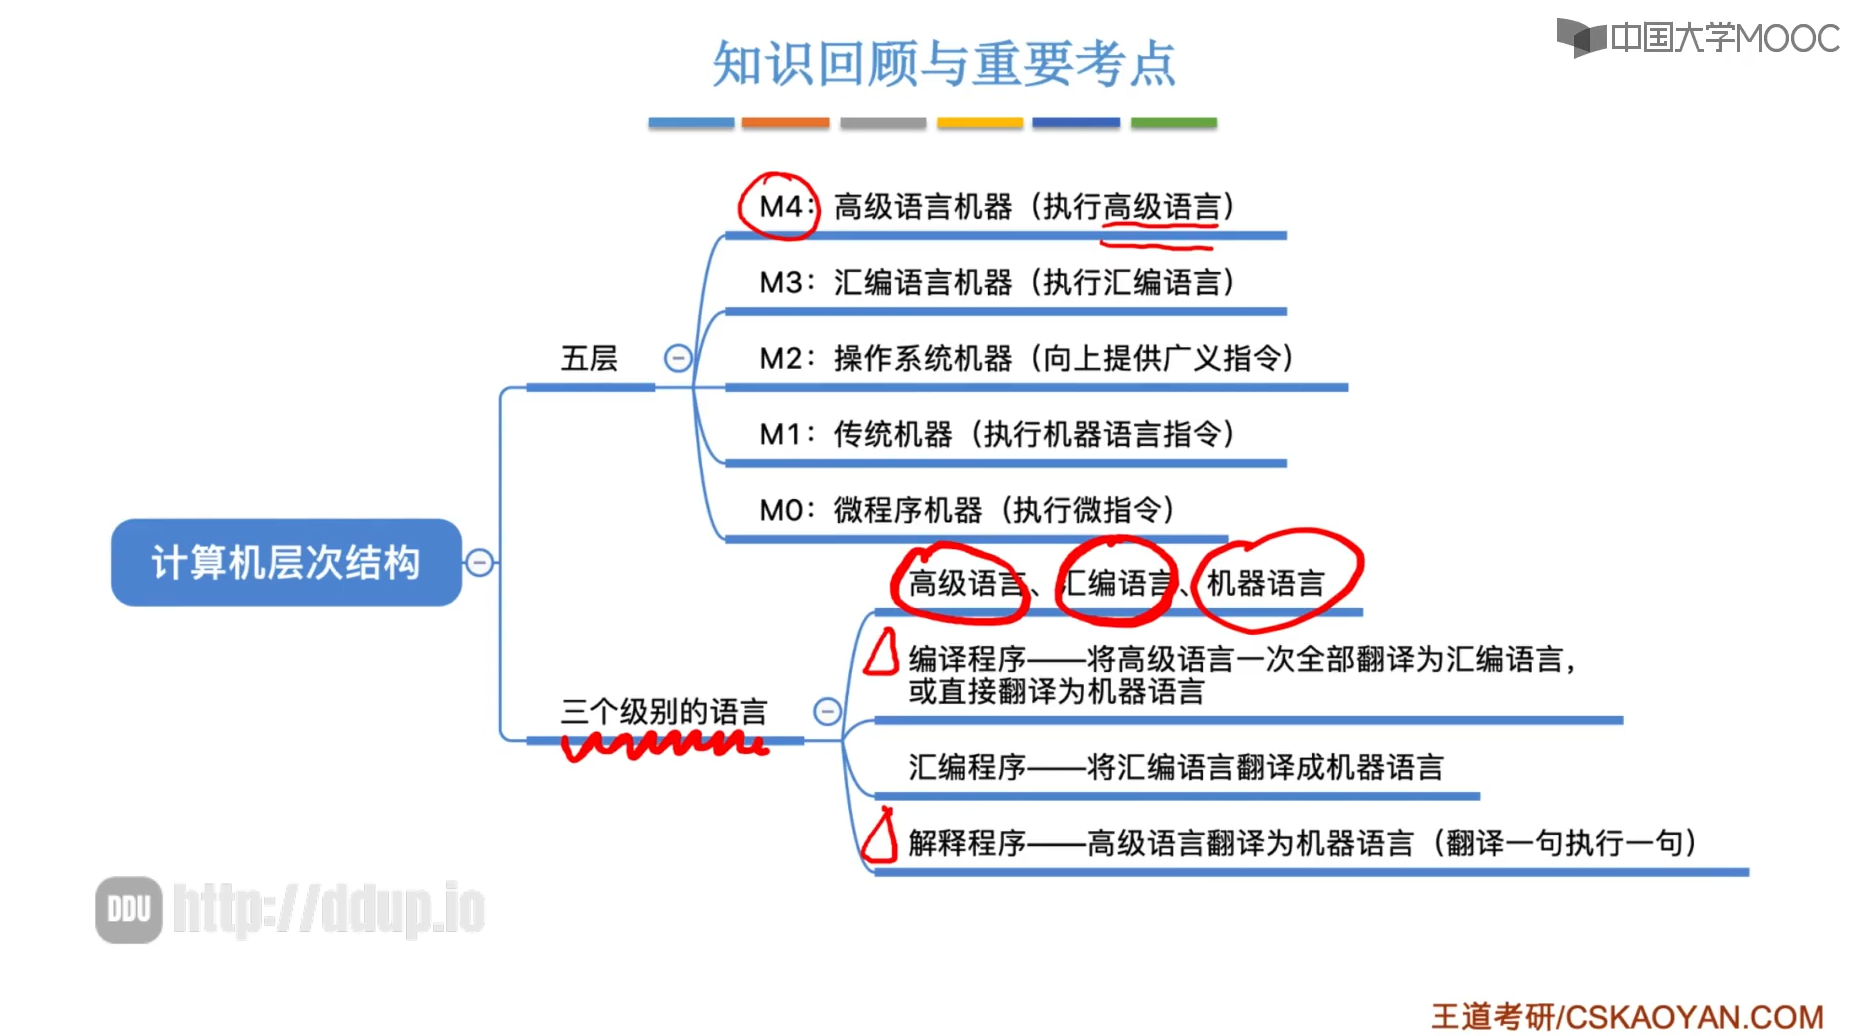 中国大学MOOC
知识回顾与重要考点
M4：高级语言机器（执行高级语言）
M3：汇编语言机器（执行汇编语言）
五层
M2：操作系统机器（向上提供广义指令）
M1：传统机器（执行机器语言指令）
M0：微程序机器（执行微指令）
计算机层次结构
高级语言、汇编语言、机器语言
编译程序——将高级语言一次全部翻译为汇编语言，
或直接翻译为机器语言
三个级别的语言
汇编程序——将汇编语言翻译成机器语言
解释程序——高级语言翻译为机器语言（翻译一句执行一句）
DDU http://ddup.io
王道考研/CSKAOYAN.COM